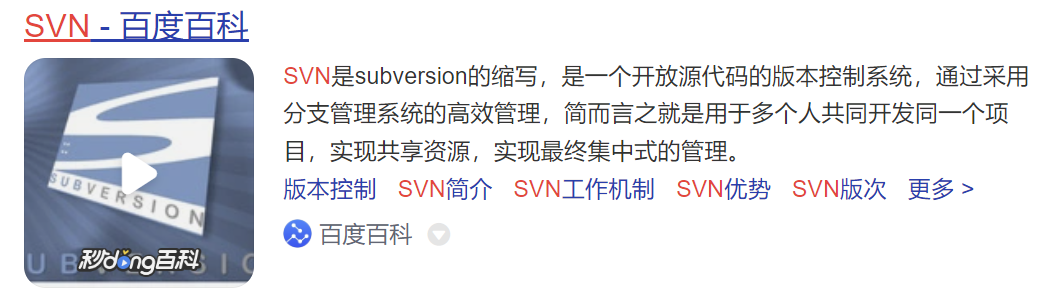 SVN - 百度百科
SUBVERSION
秒dong百科
SUBVERSIO
SVN是subversion的缩写，是一个开放源代码的版本控制系统，通过采用
分支管理系统的高效管理，简而言之就是用于多个人共同开发同一个项
目，实现共享资源，实现最终集中式的管理。
版本控制 SVN简介 SVN工作机制 SVN优势 SVN版次 更多 >
百度百科